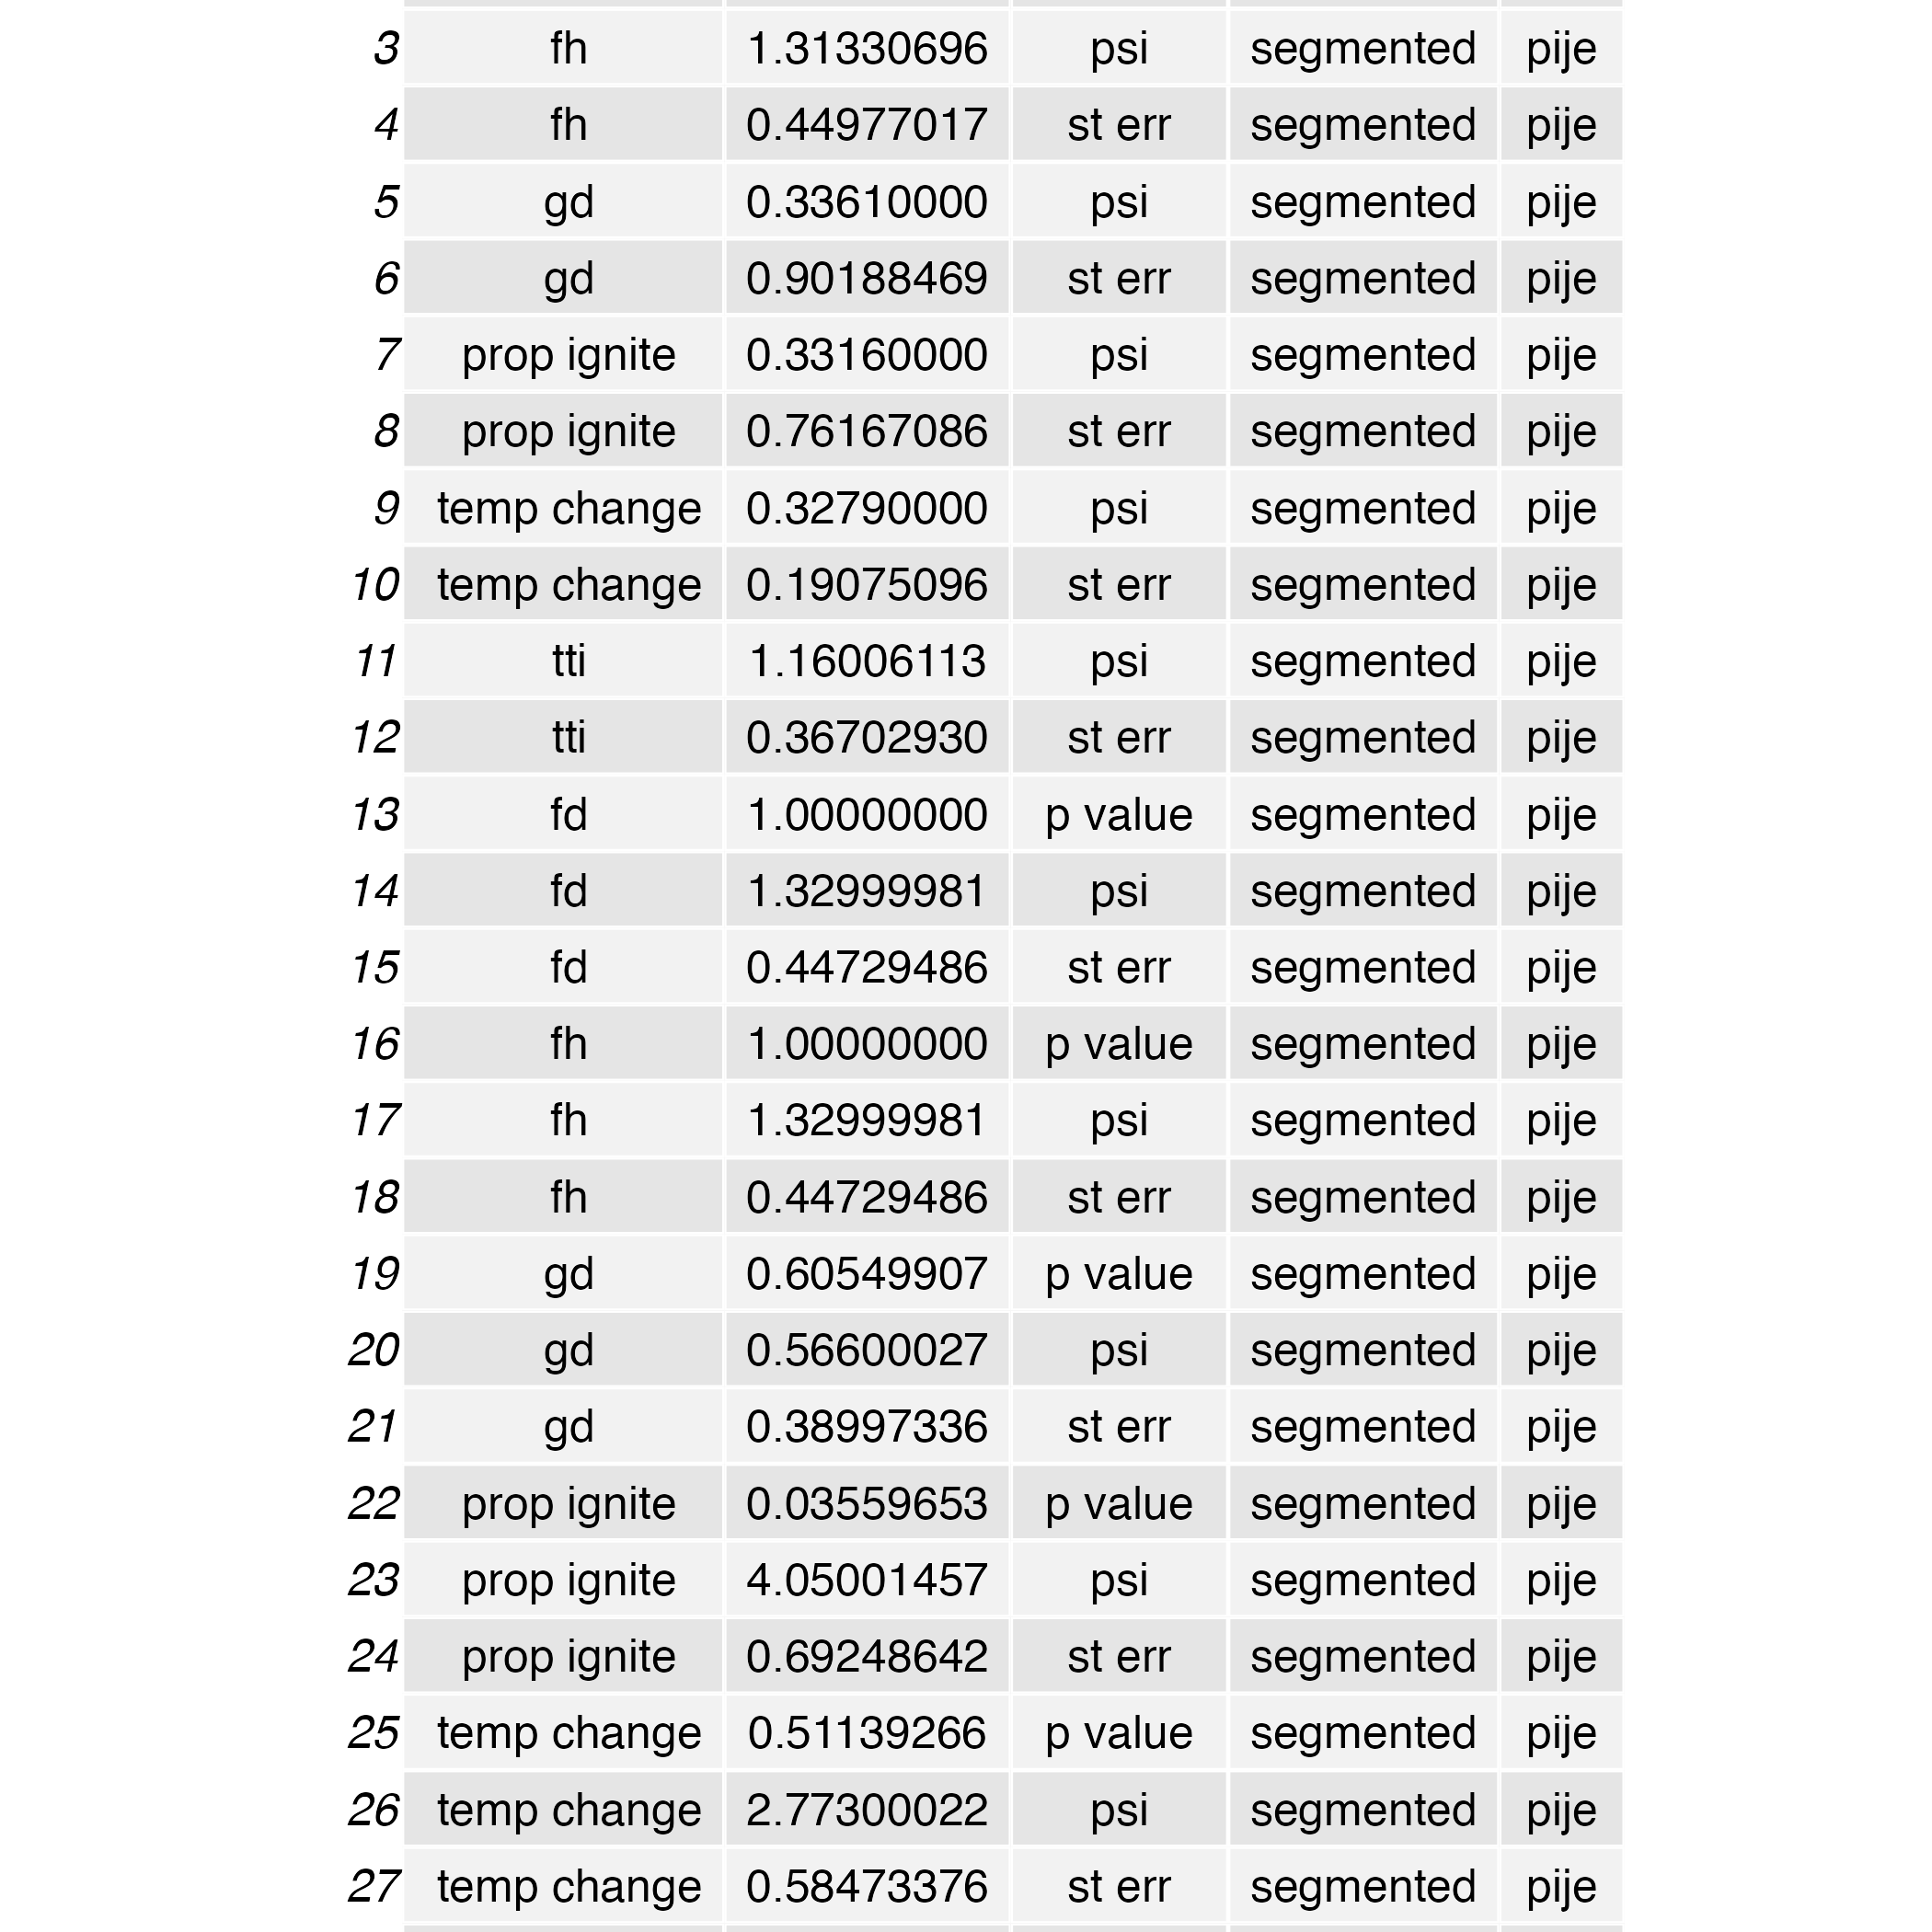 3 fh 1.31330696 psi segmented pije
4 fh 0.44977017 st err segmented pije
5 gd 0.33610000 psi segmented pije
6 gd 0.90188469 st err segmented pije
7 prop ignite 0.33160000 psi segmented pije
8 prop ignite 0.76167086 st err segmented pije
9 temp change 0.32790000 psi segmented pije
10 temp change 0.19075096 st err segmented pije
11 tti 1.16006113 psi segmented pije
12 tti 0.36702930 st err segmented pije
13 fd 1.00000000 p value segmented pije
14 fd 1.32999981 psi segmented pije
15 fd 0.44729486 st err segmented pije
16 fh 1.00000000 p value segmented pije
17 fh 1.32999981 psi segmented pije
18 fh 0.44729486 st err segmented pije
19 gd 0.60549907 p value segmented pije
20 gd 0.56600027 psi segmented pije
21 gd 0.38997336 st err segmented pije
22 prop ignite 0.03559653 p value segmented pije
23 prop ignite 4.05001457 psi segmented pije
24 prop ignite 0.69248642 st err segmented pije
25 temp change 0.51139266 p value segmented pije
26 temp change 2.77300022 psi segmented pije
27 temp change 0.58473376 st err segmented pije